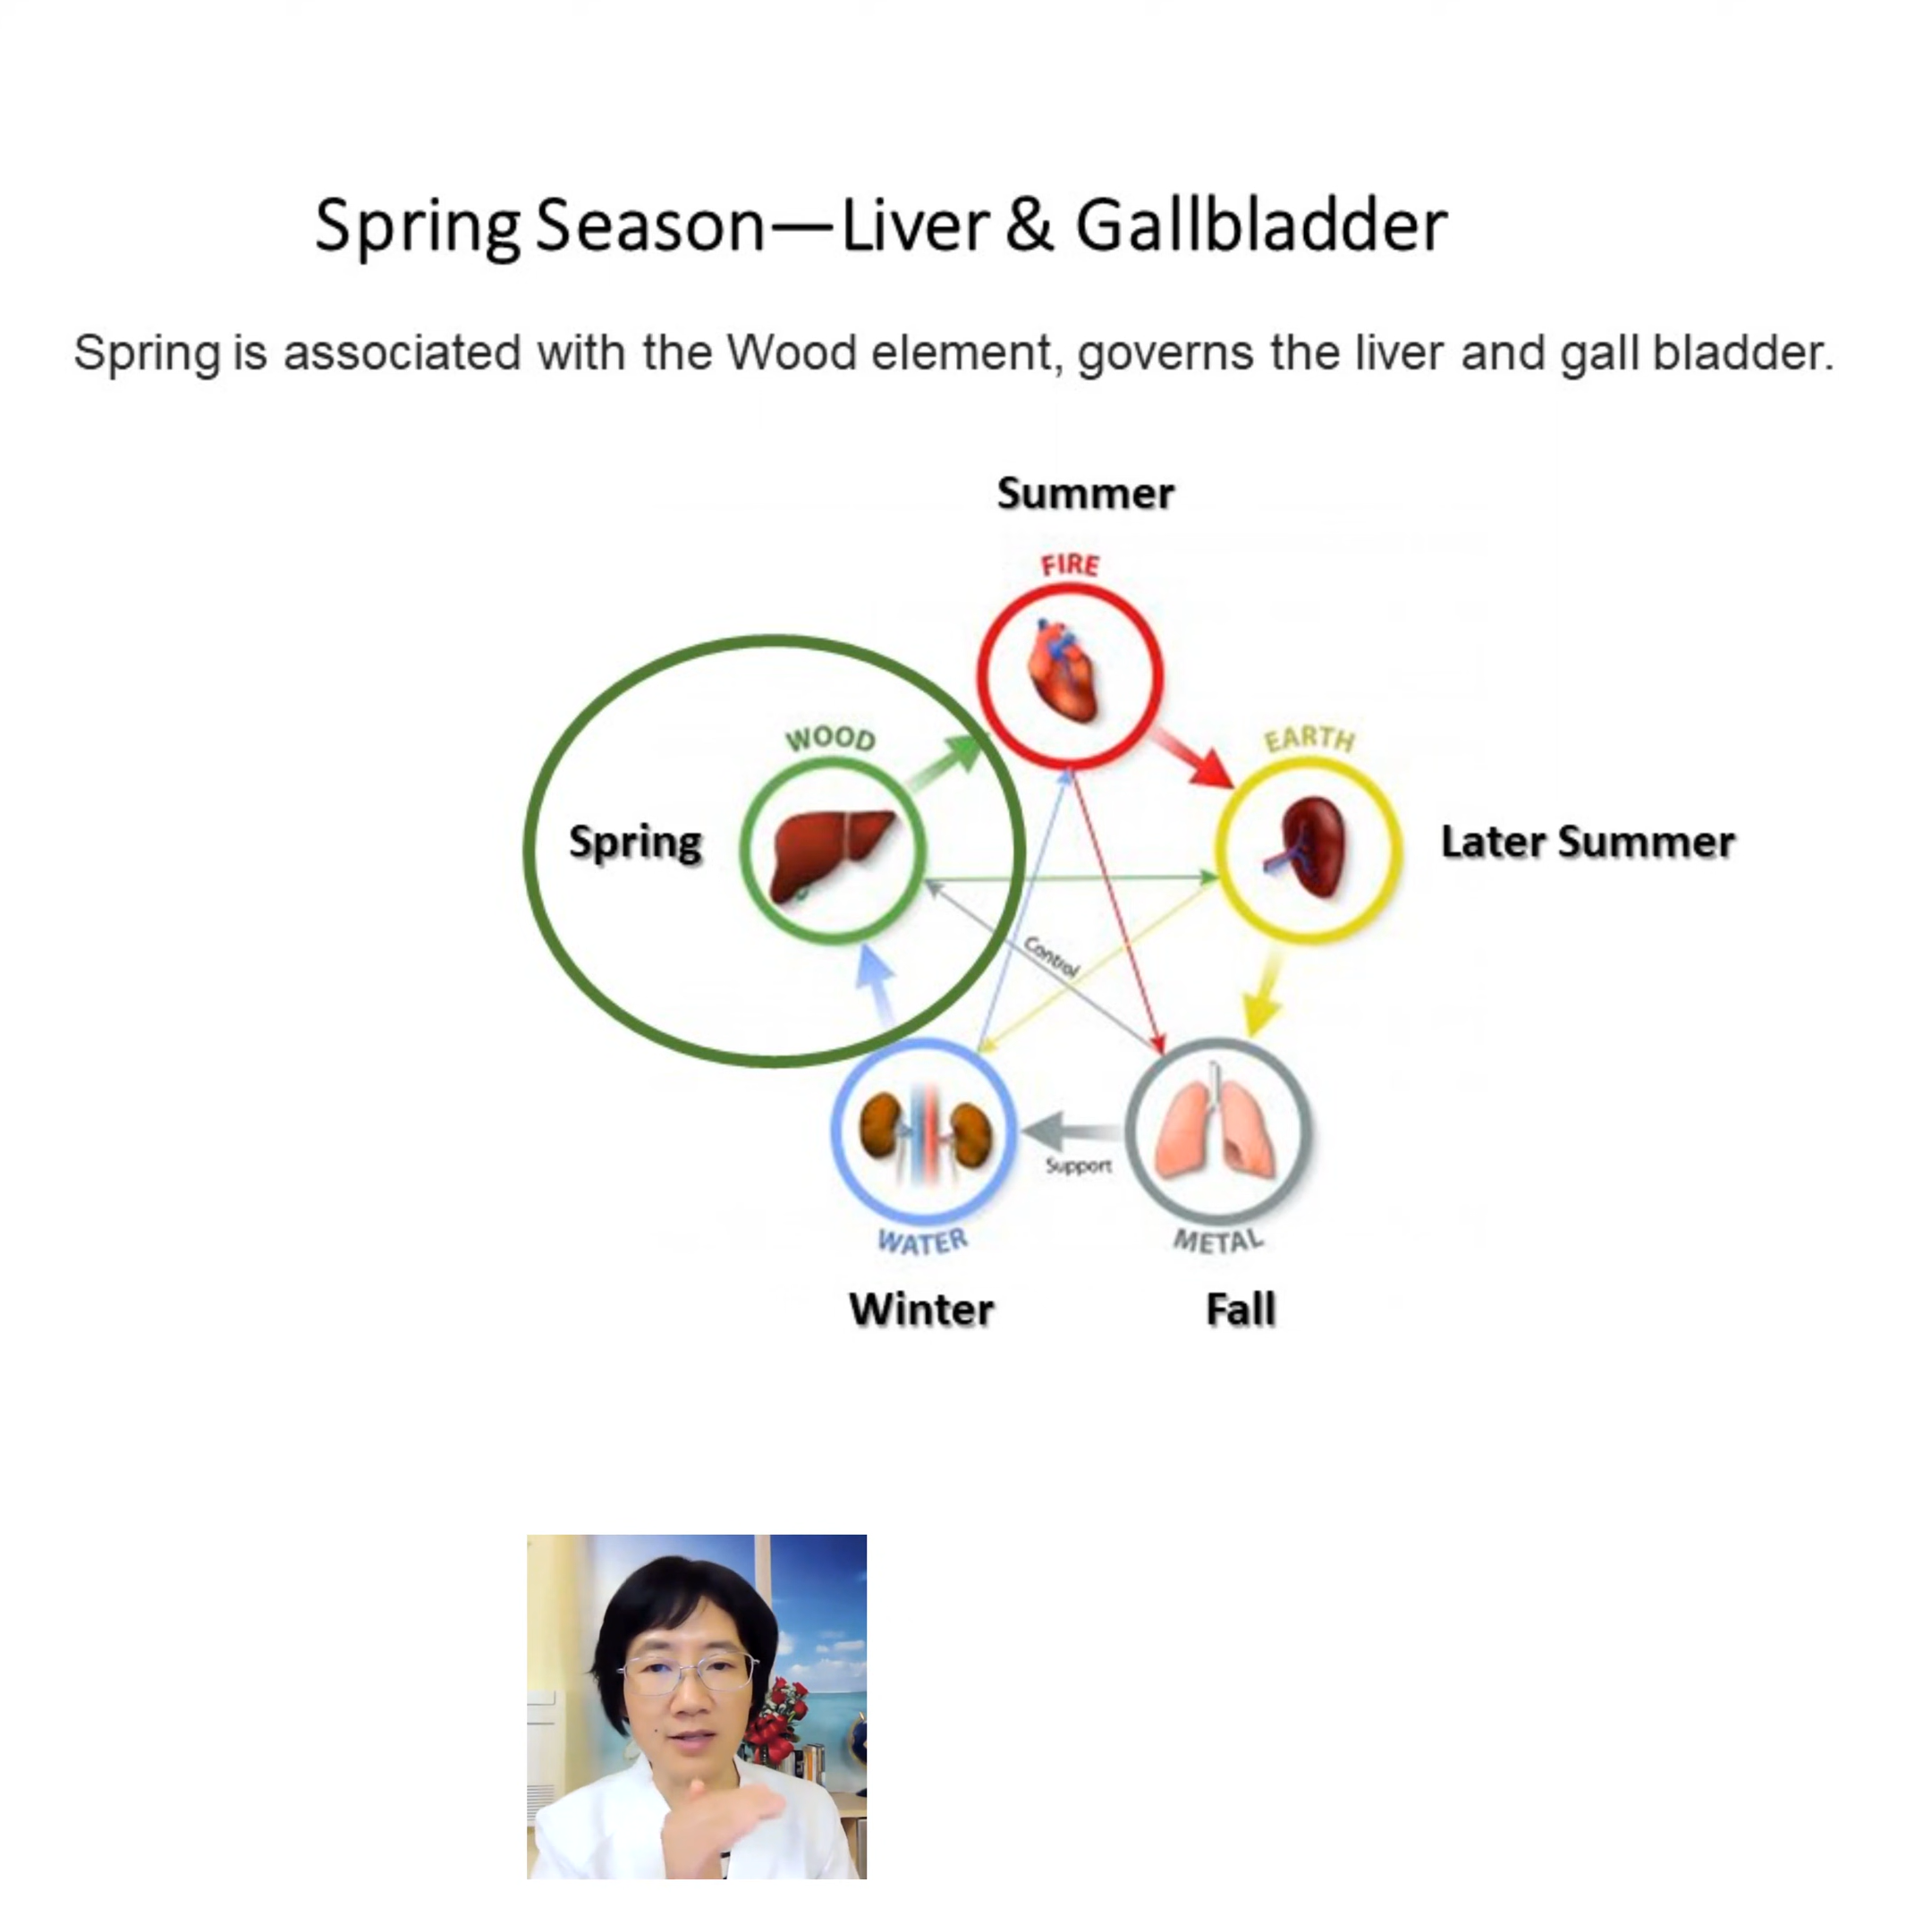 Spring Season—Liver & Gallbladder
Spring is associated with the Wood element, governs the liver and gall bladder.
Summer
FIRE
WOOD
EARTH
Spring
Later Summer
Control
Support
WATER
METAL
Winter
Fall